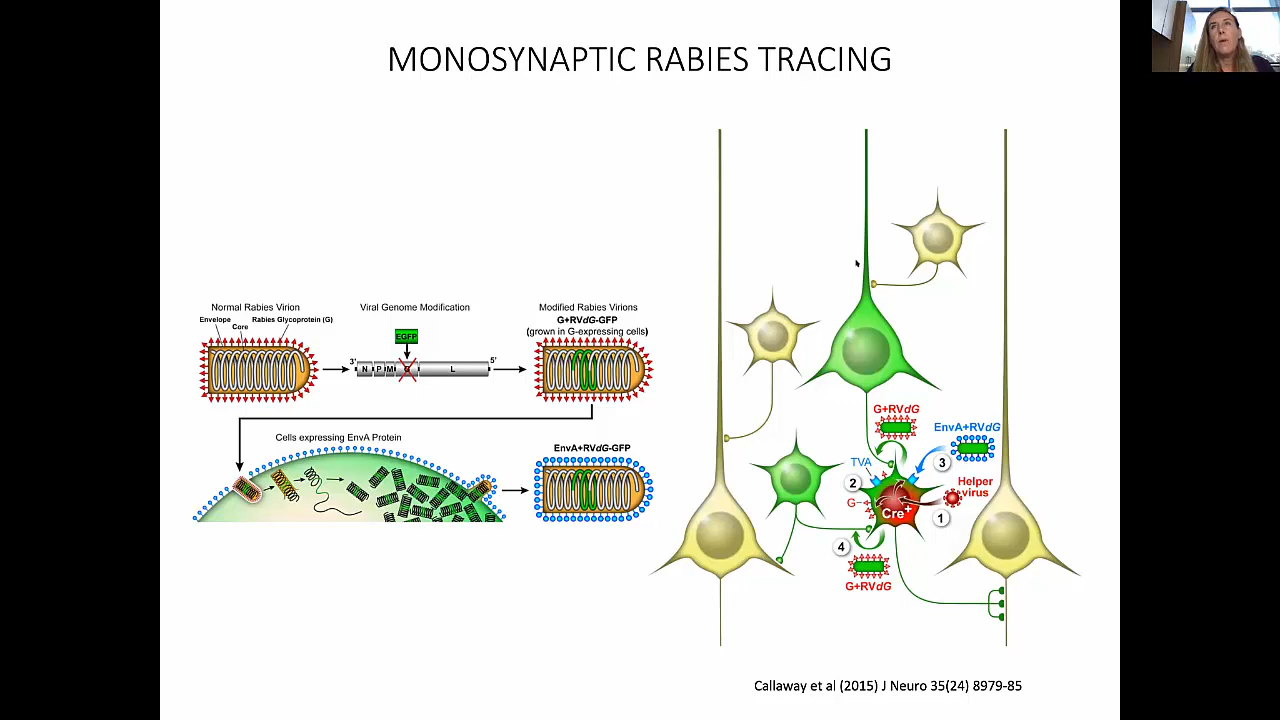 MONOSYNAPTIC RABIES TRACING
Normal Rabies Virion
Envelope
Core
Rabies Glycoprotein (G)
Viral Genome Modification
EGFP
3'
N
P
M
G
L
5'
Modified Rabies Virions
G+RVdG-GFP
(grown in G-expressing cells)
Cells expressing EnvA Protein
EnvA+RVdG-GFP
G+RVdG
EnvA+RVdG
3
TVA
2
Helper
virus
G
Cre+
1
4
G+RVdG
Callaway et al (2015) J Neuro 35(24) 8979-85